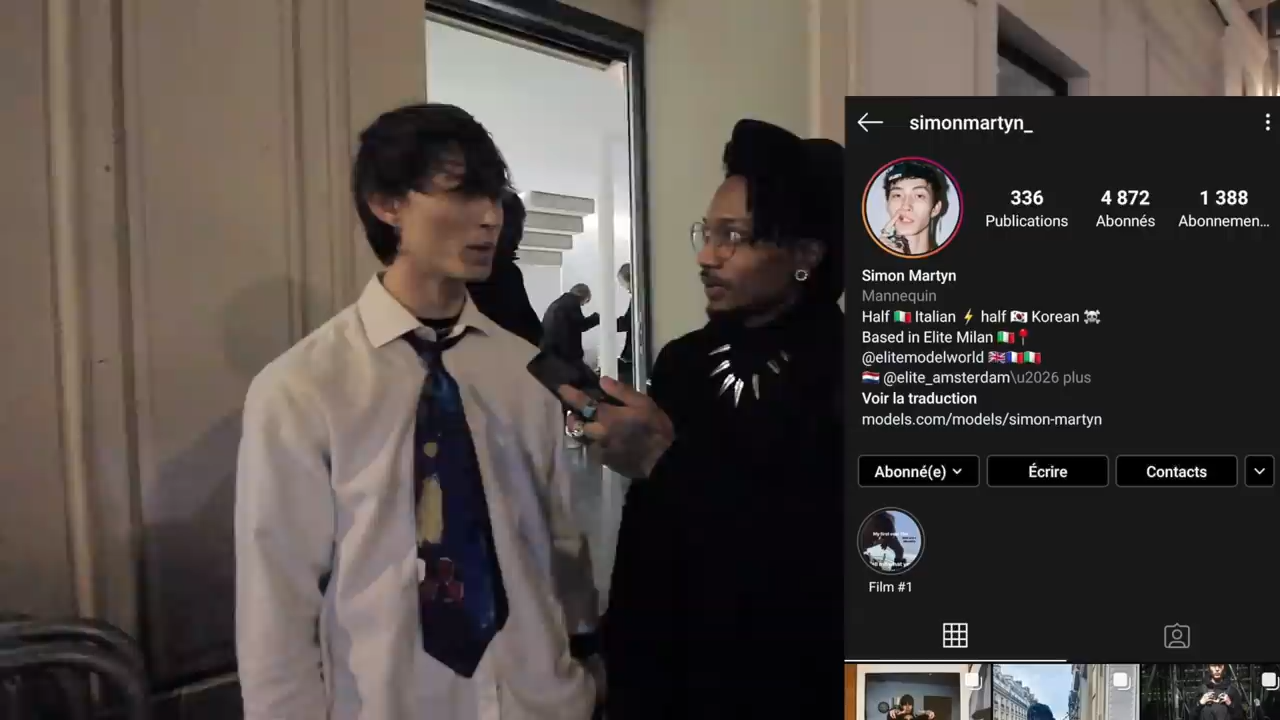 simonmartyn_
336
4 872
1 388
Publications
Abonnés
Abonnemen...
Simon Martyn
Mannequin
Half 🇮🇹 Italian ⚡ half 🇰🇷 Korean ☠️
Based in Elite Milan 🇮🇹📍
@elitemodelworld 🇬🇧🇫🇷🇮🇹
🇳🇱 @elite_amsterdam\u2026 plus
Voir la traduction
models.com/models/simon-martyn
Abonné(e)
Écrire
Contacts
Film #1